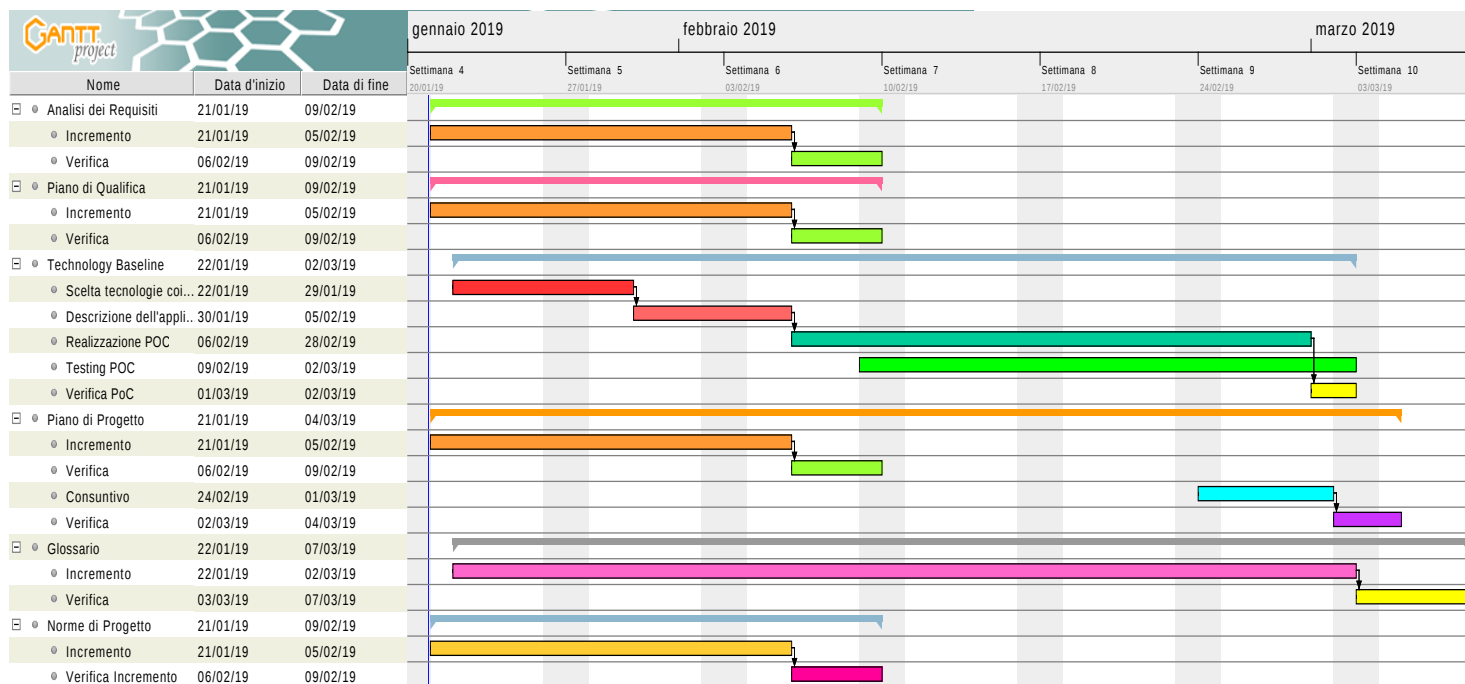 GANTT
project
gennaio 2019 febbraio 2019 marzo 2019
Settimana 4 Settimana 5 Settimana 6 Settimana 7 Settimana 8 Settimana 9 Settimana 10
Nome Data d'inizio Data di fine 20/01/19 27/01/19 03/02/19 10/02/19 17/02/19 24/02/19 03/03/19
Analisi dei Requisiti 21/01/19 09/02/19
Incremento 21/01/19 05/02/19
Verifica 06/02/19 09/02/19
Piano di Qualifica 21/01/19 09/02/19
Incremento 21/01/19 05/02/19
Verifica 06/02/19 09/02/19
Technology Baseline 22/01/19 02/03/19
Scelta tecnologie coi... 22/01/19 29/01/19
Descrizione dell'appli... 30/01/19 05/02/19
Realizzazione POC 06/02/19 28/02/19
Testing POC 09/02/19 02/03/19
Verifica PoC 01/03/19 02/03/19
Piano di Progetto 21/01/19 04/03/19
Incremento 21/01/19 05/02/19
Verifica 06/02/19 09/02/19
Consuntivo 24/02/19 01/03/19
Verifica 02/03/19 04/03/19
Glossario 22/01/19 07/03/19
Incremento 22/01/19 02/03/19
Verifica 03/03/19 07/03/19
Norme di Progetto 21/01/19 09/02/19
Incremento 21/01/19 05/02/19
Verifica Incremento 06/02/19 09/02/19